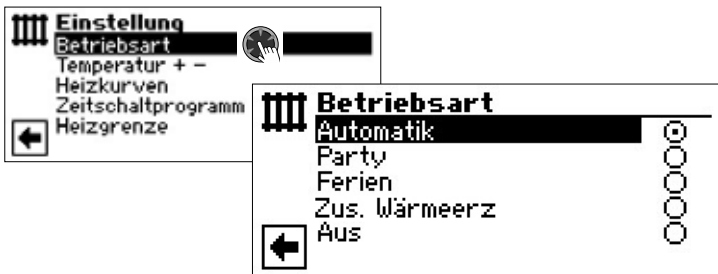 Einstellung
Betriebsart
Temperatur + -
Heizkurven
Zeitschaltprogramm
Heizgrenze
Betriebsart
Automatik
Party
Ferien
Zus. Wärmeerz
Aus